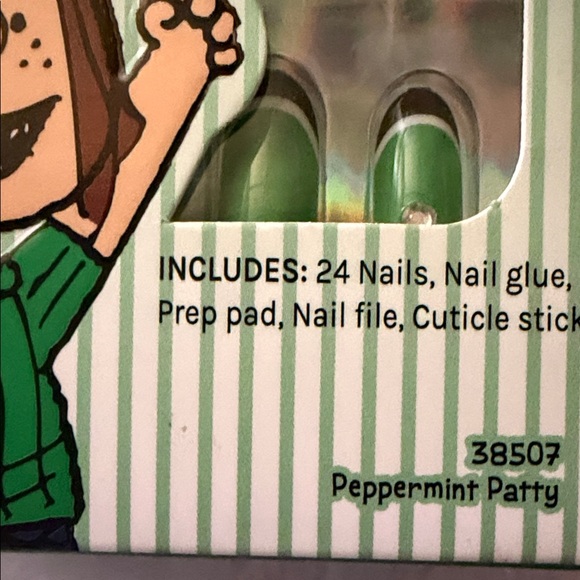 INCLUDES: 24 Nails, Nail glue,
Prep pad, Nail file, Cuticle stick
38507
Peppermint Patty